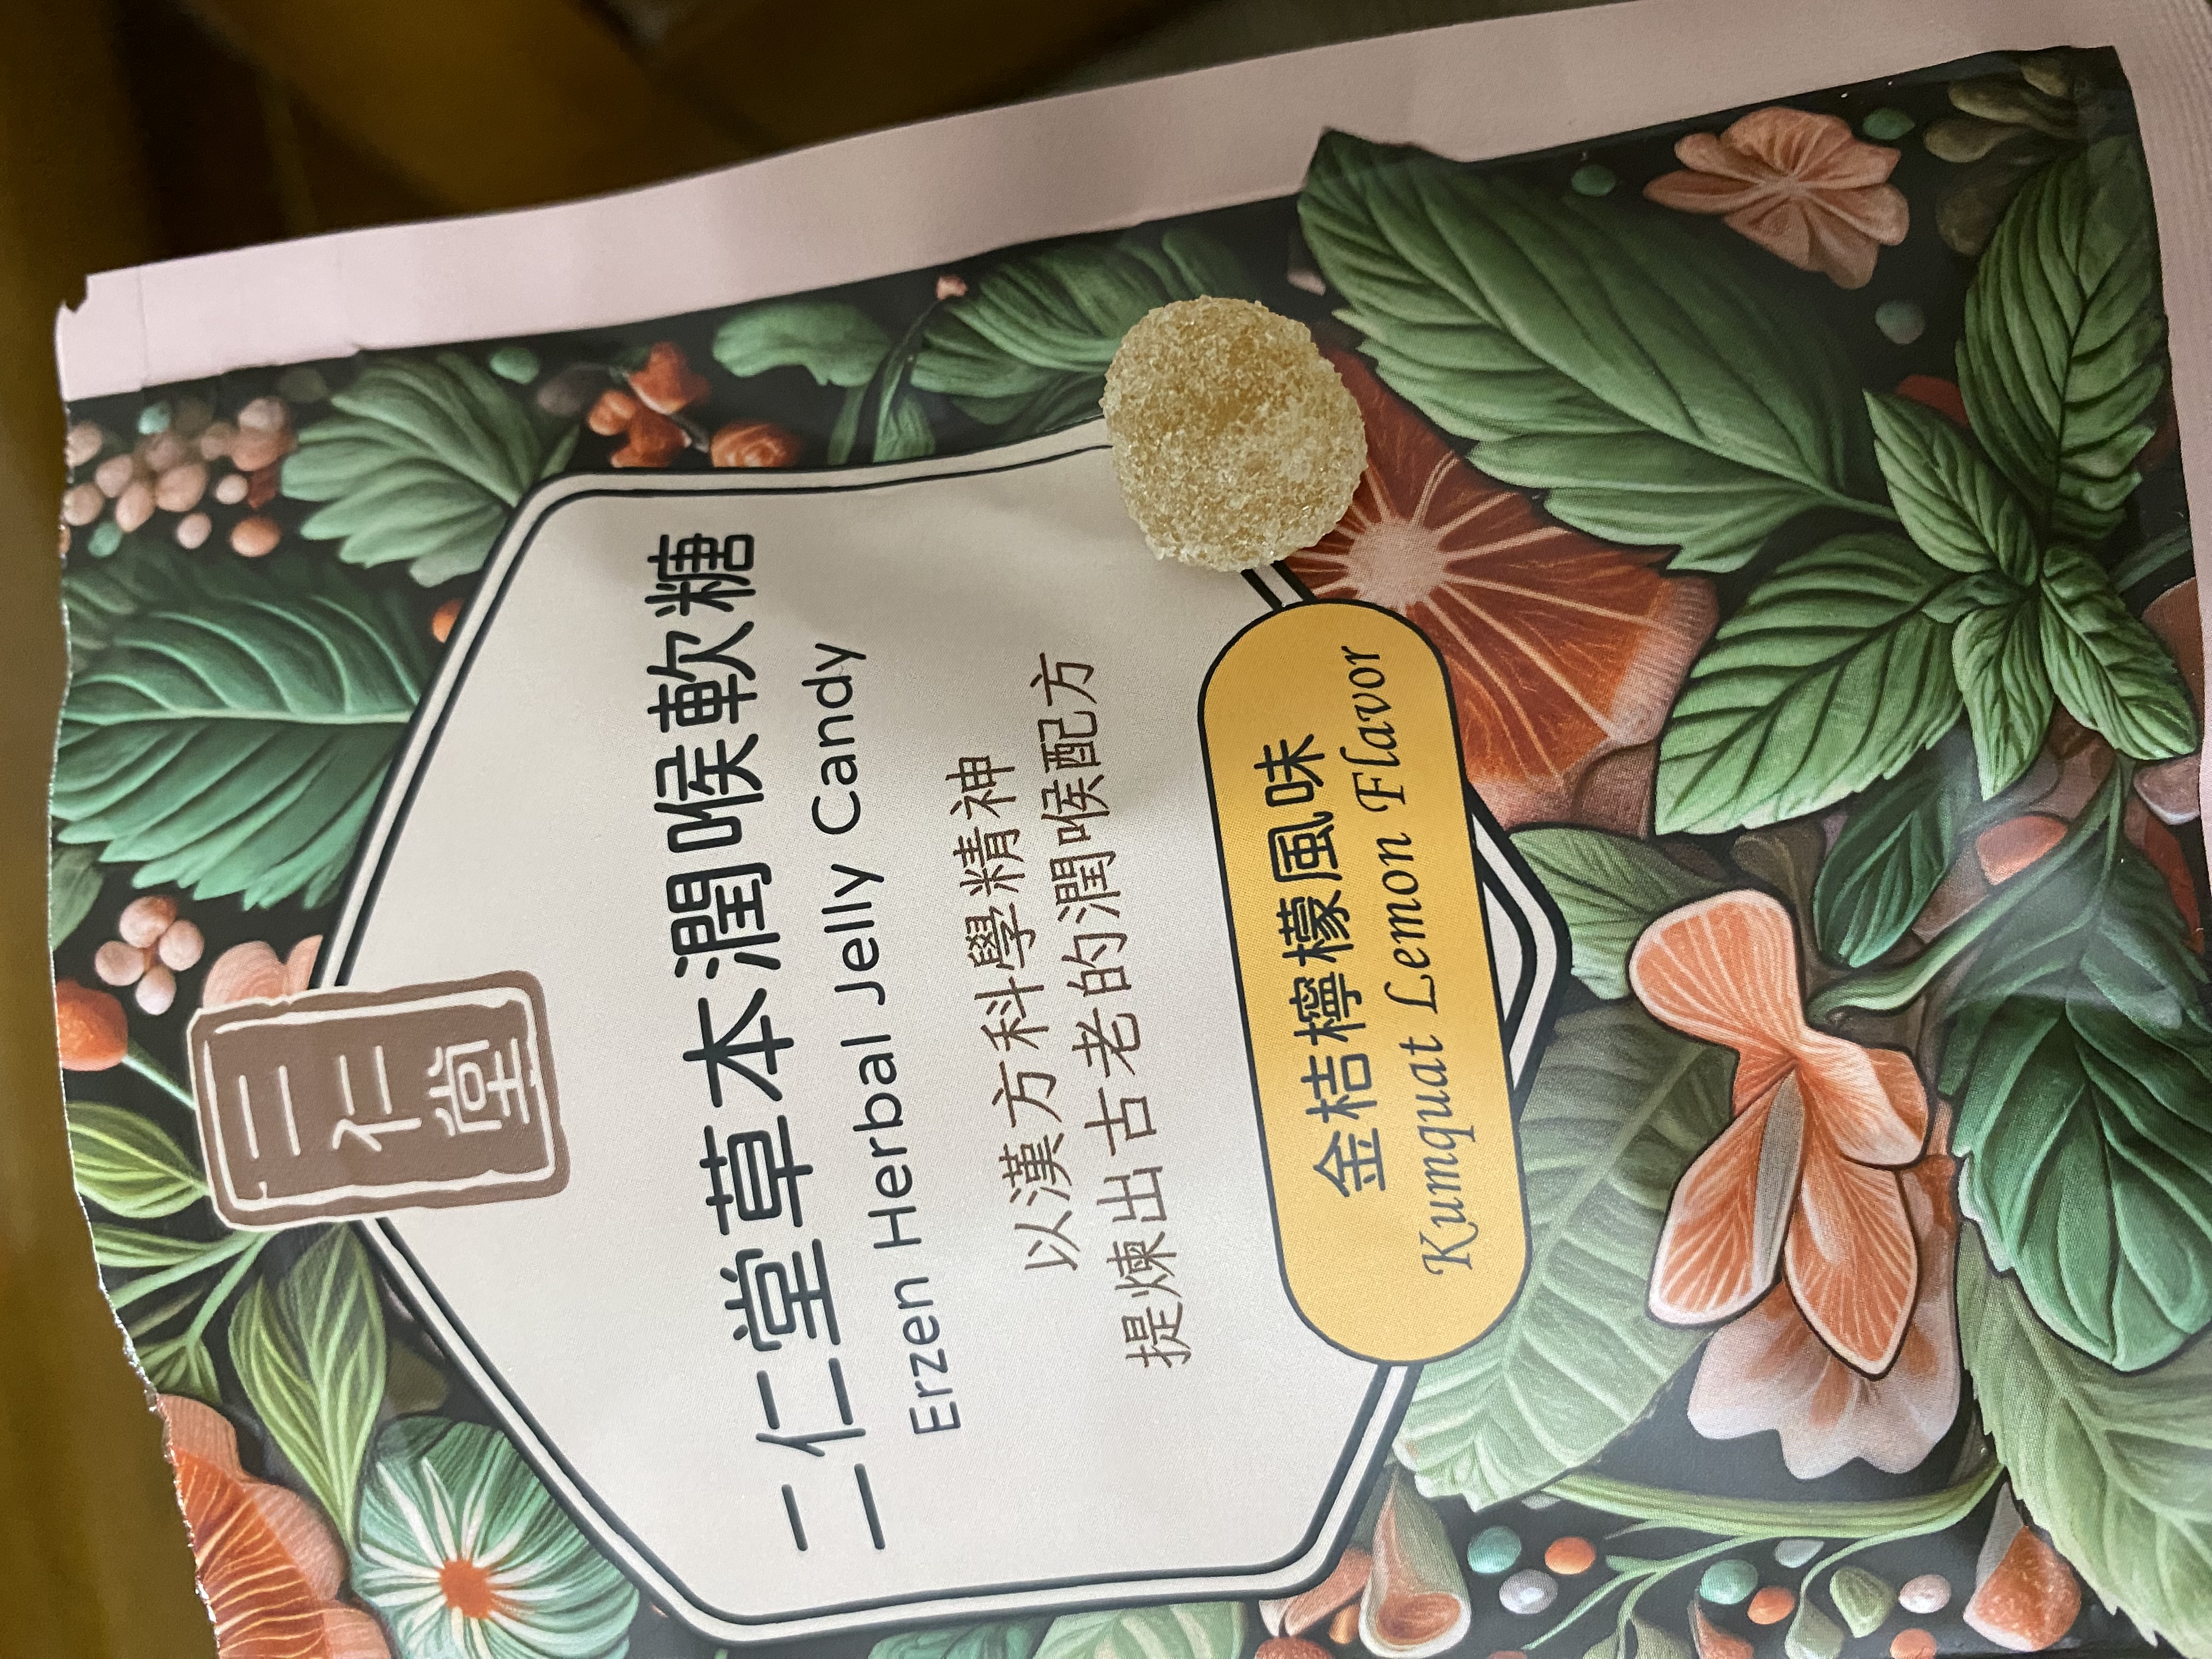 二仁堂
二仁堂草本潤喉軟糖
Erzen Herbal Jelly Candy
以漢方科學精神
提煉出古老的潤喉配方
金桔檸檬風味
Kumquat Lemon Flavor